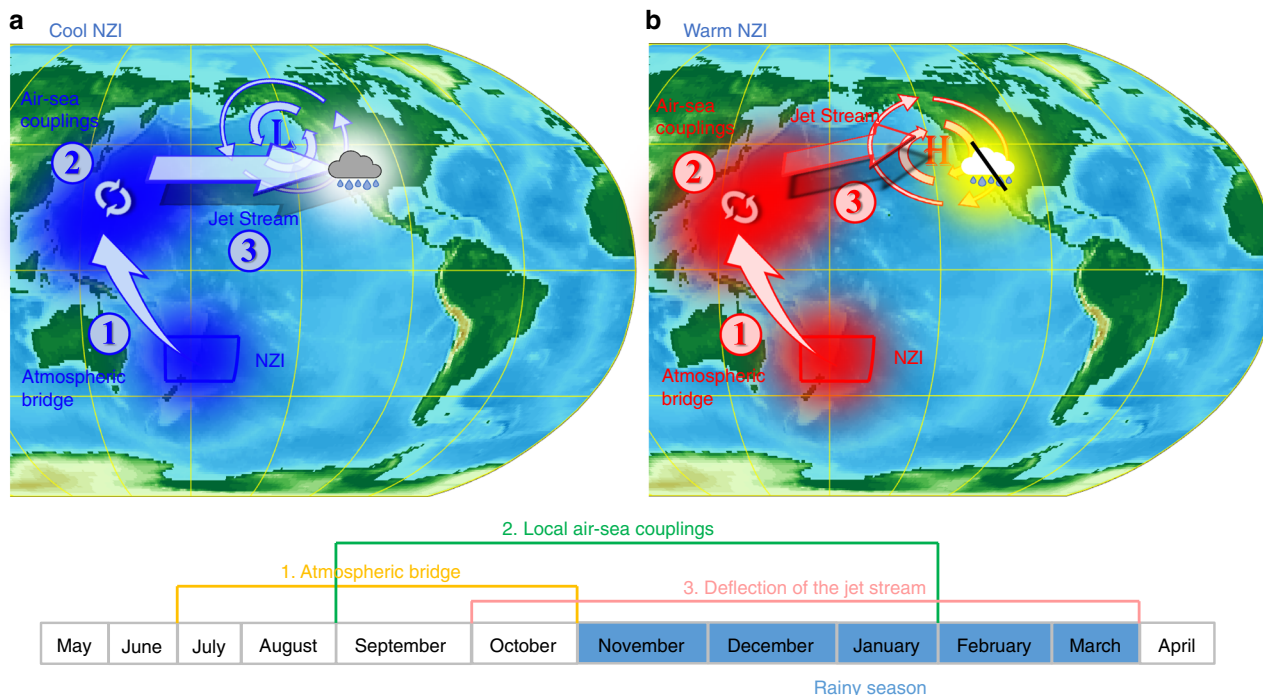 a
Cool NZI
Air-sea
couplings
2
L
Jet Stream
3
1
NZI
Atmospheric
bridge
b
Warm NZI
Air-sea
couplings
Jet Stream
2
H
3
1
NZI
Atmospheric
bridge
2. Local air-sea couplings
1. Atmospheric bridge
3. Deflection of the jet stream
May June July August September October November December January February March April
Rainy season